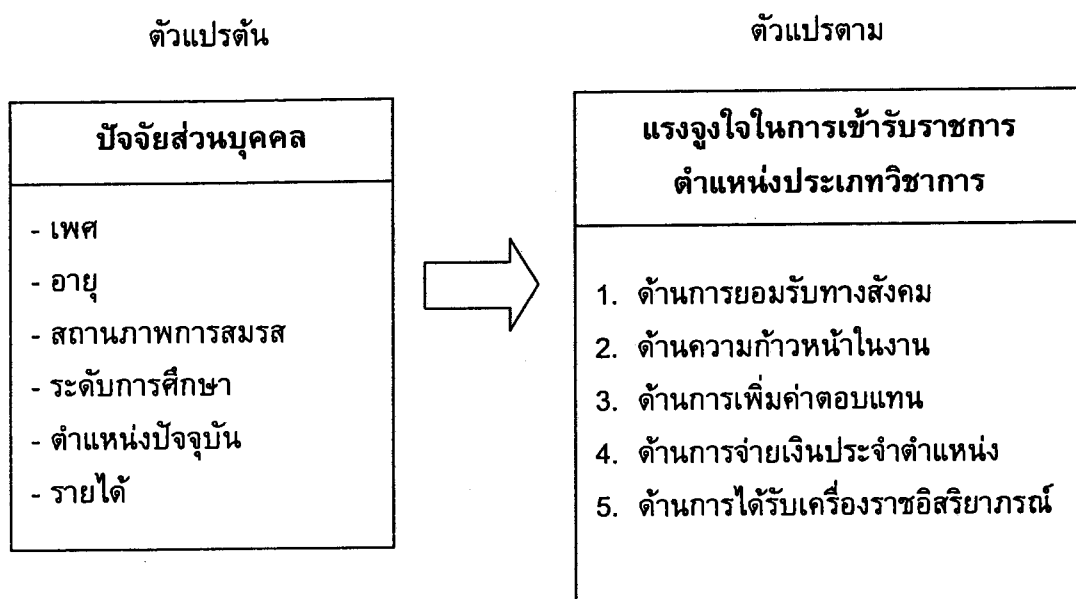 ตัวแปรต้น
ปัจจัยส่วนบุคคล
- เพศ
- อายุ
- สถานภาพการสมรส
- ระดับการศึกษา
- ตำแหน่งปัจจุบัน
- รายได้
ตัวแปรตาม
แรงจูงใจในการเข้ารับราชการ
ตำแหน่งประเภทวิชาการ
1. ด้านการยอมรับทางสังคม
2. ด้านความก้าวหน้าในงาน
3. ด้านการเพิ่มค่าตอบแทน
4. ด้านการจ่ายเงินประจำตำแหน่ง
5. ด้านการได้รับเครื่องราชอิสริยาภรณ์